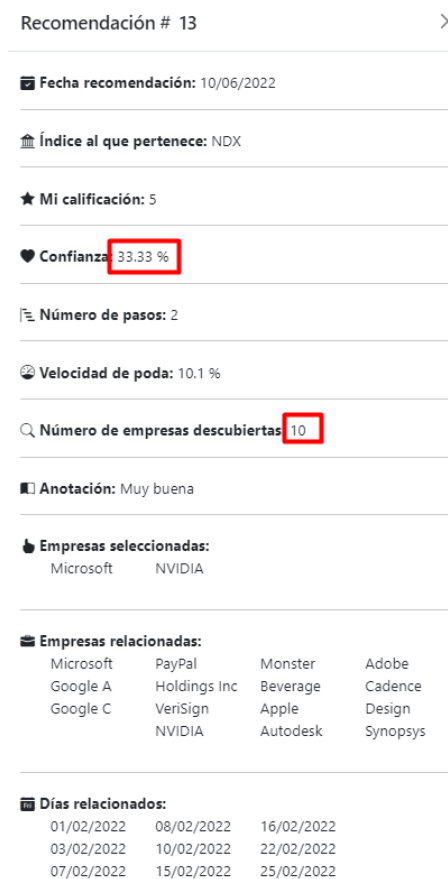 Recomendación # 13
Fecha recomendación: 10/06/2022
Índice al que pertenece: NDX
Mi calificación: 5
Confianza: 33.33 %
Número de pasos: 2
Velocidad de poda: 10.1 %
Número de empresas descubiertas 10
Anotación: Muy buena
Empresas seleccionadas:
Microsoft NVIDIA
Empresas relacionadas:
Microsoft PayPal Monster Adobe
Google A Holdings Inc Beverage Cadence
Google C VeriSign Apple Design
NVIDIA Autodesk Synopsys
Días relacionados:
01/02/2022 08/02/2022 16/02/2022
03/02/2022 10/02/2022 22/02/2022
07/02/2022 15/02/2022 25/02/2022